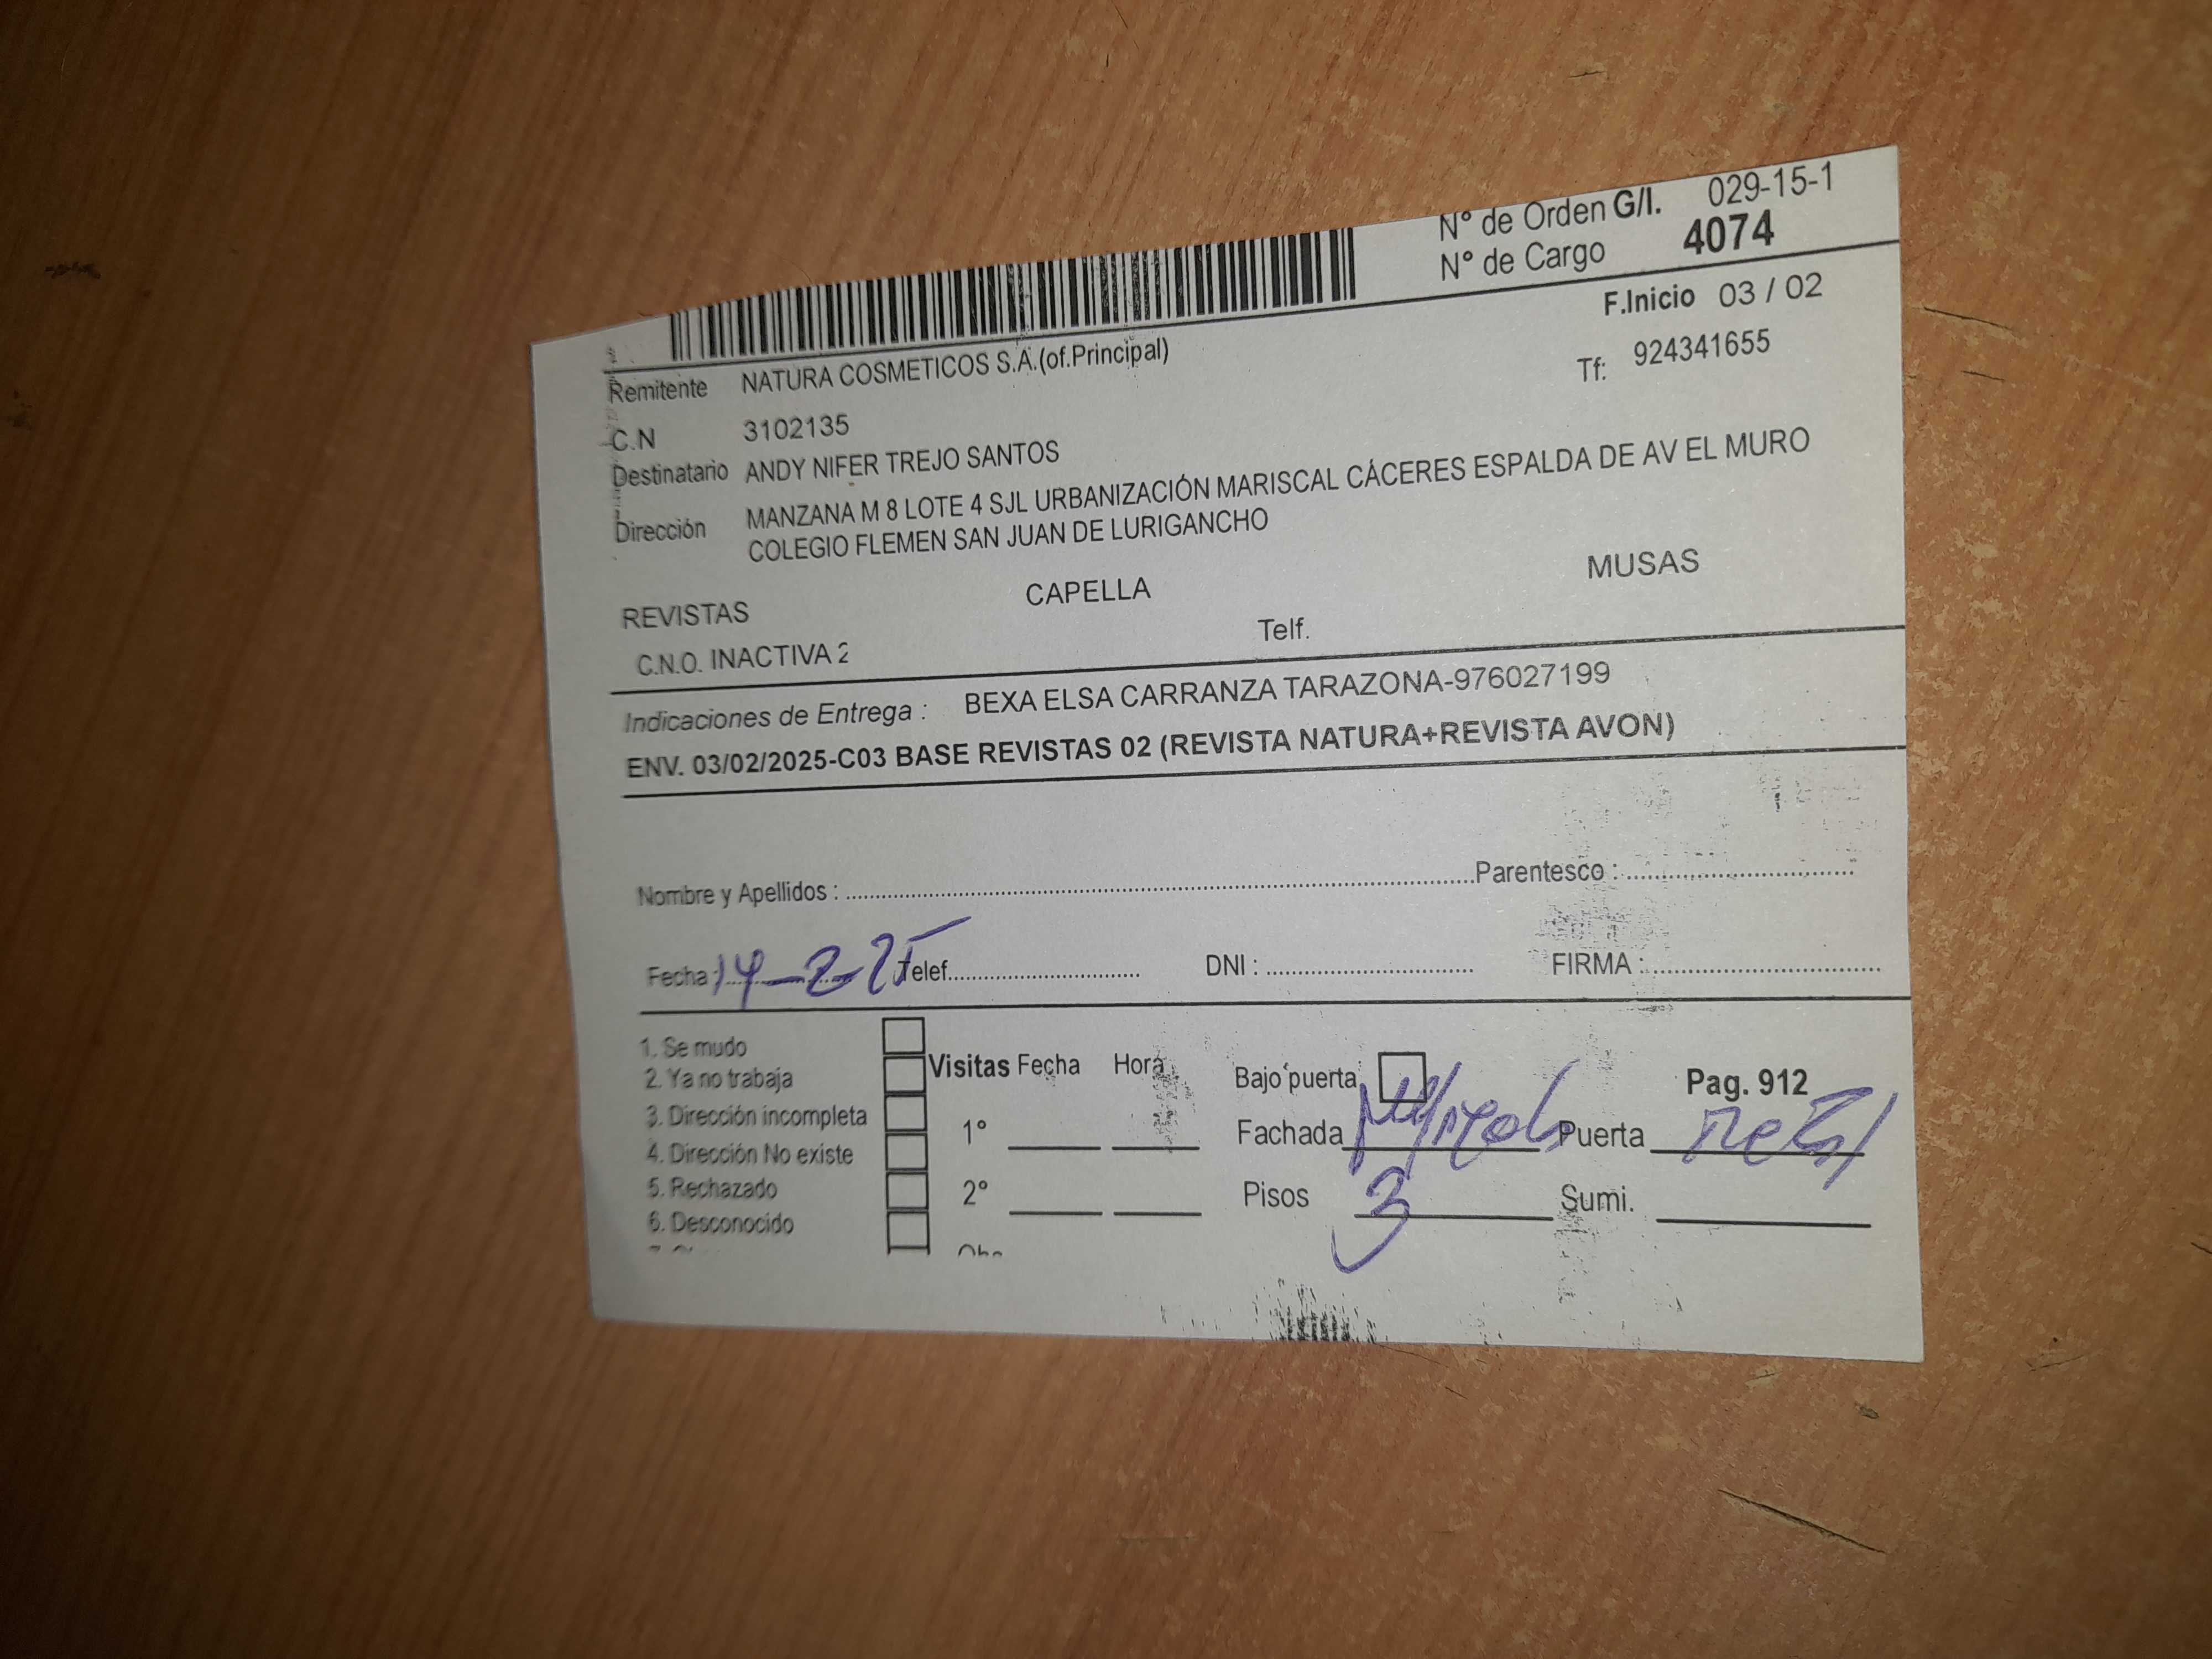 N° de Orden G/I. 029-15-1
N° de Cargo 4074
F.Inicio 03 / 02
Remitente NATURA COSMETICOS S.A.(of.Principal)
Tf: 924341655
C.N 3102135
Destinatario ANDY NIFER TREJO SANTOS
Dirección MANZANA M 8 LOTE 4 SJL URBANIZACIÓN MARISCAL CÁCERES ESPALDA DE AV EL MURO
COLEGIO FLEMEN SAN JUAN DE LURIGANCHO
REVISTAS CAPELLA MUSAS
C.N.O. INACTIVA 2 Telf.
Indicaciones de Entrega : BEXA ELSA CARRANZA TARAZONA-976027199
ENV. 03/02/2025-C03 BASE REVISTAS 02 (REVISTA NATURA+REVISTA AVON)
Nombre y Apellidos : Parentesco :
Fecha : 14-2-25 Telef. DNI : FIRMA :
1. Se mudo
2. Ya no trabaja Visitas Fecha Hora Bajo puerta Pag. 912
3. Dirección incompleta 1° Fachada Puerta
4. Dirección No existe
5. Rechazado 2° Pisos 3 Sumi.
6. Desconocido